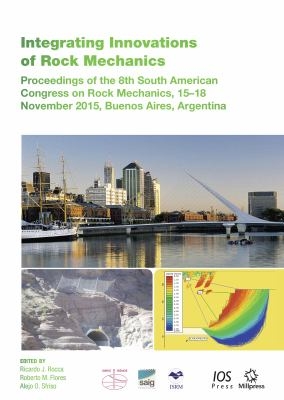 Integrating Innovations
of Rock Mechanics
Proceedings of the 8th South American
Congress on Rock Mechanics, 15–18
November 2015, Buenos Aires, Argentina
EDITED BY
Ricardo J. Rocca
Roberto M. Flores
Alejo O. Sfriso
saig
ISRM
IOS
Press
Millpress